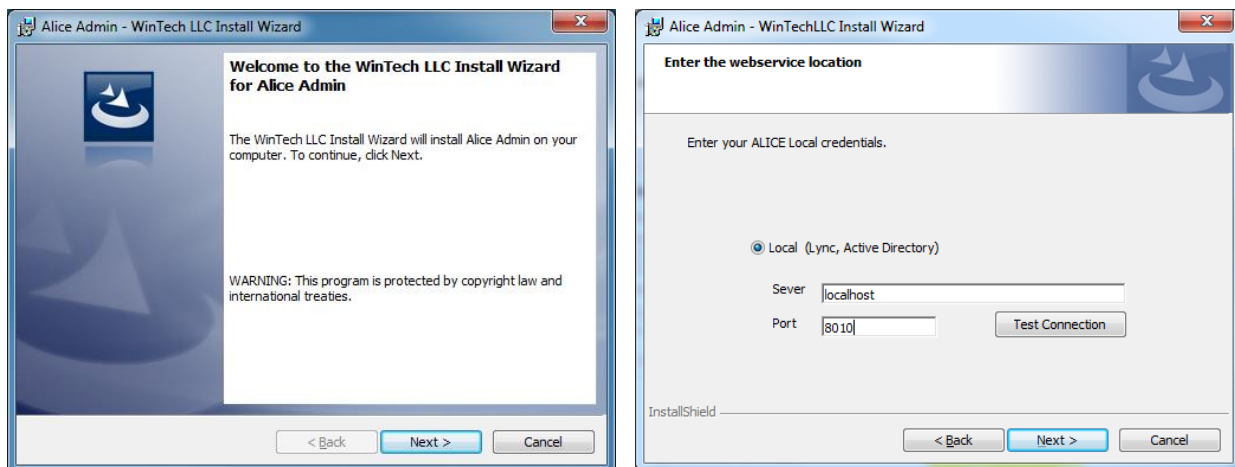 Alice Admin - WinTech LLC Install Wizard
Welcome to the WinTech LLC Install Wizard
for Alice Admin
The WinTech LLC Install Wizard will install Alice Admin on your
computer. To continue, click Next.
WARNING: This program is protected by copyright law and
international treaties.
< Back
Next >
Cancel
Alice Admin - WinTechLLC Install Wizard
Enter the webservice location
Enter your ALICE Local credentials.
Local (Lync, Active Directory)
Sever
localhost
Port
8010
Test Connection
InstallShield
< Back
Next >
Cancel